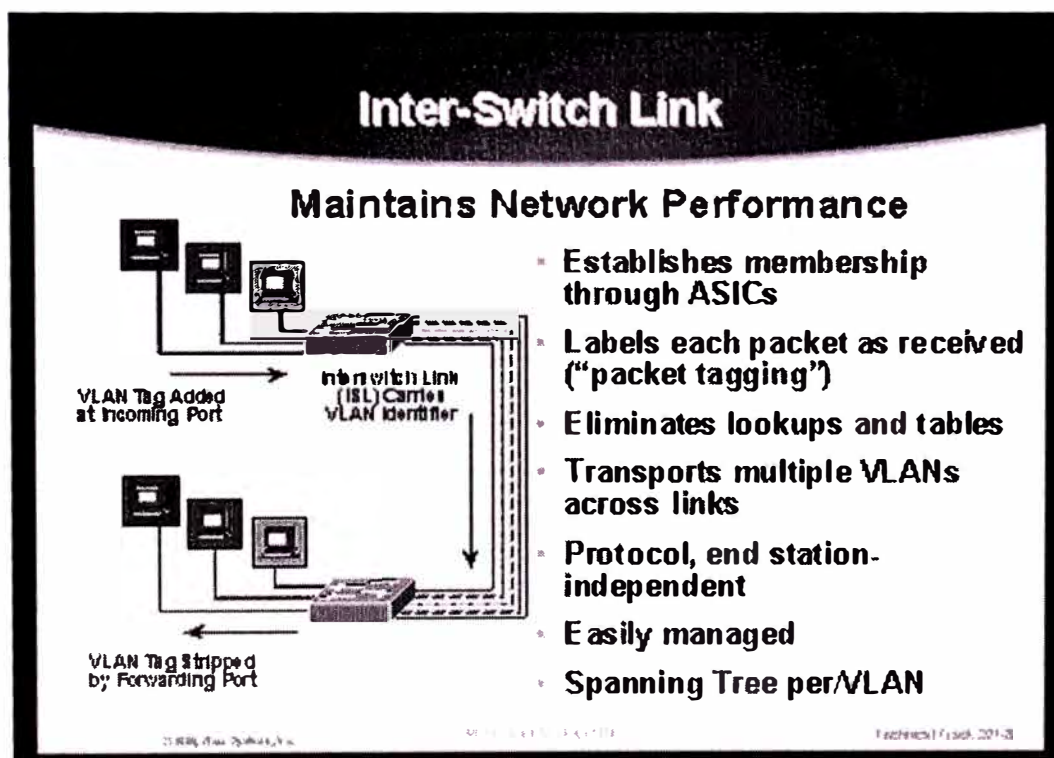 Inter-Switch Link
Maintains Network Performance
Establishes membership
through ASICs
Labels each packet as received
("packet tagging")
Eliminates lookups and tables
Transports multiple VLANs
across links
Protocol, end station-
independent
Easily managed
Spanning Tree per/VLAN
VLAN Tag Added
at Incoming Port
Link
(ISL) Carries
VLAN Identifier
VLAN Tag Stripped
by Forwarding Port